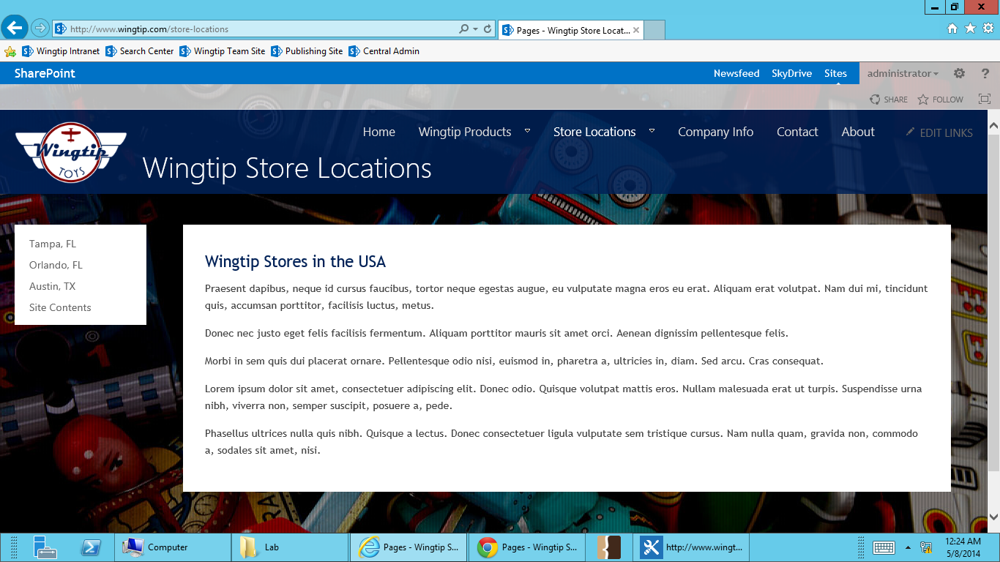 http://www.wingtip.com/store-locations
Pages - Wingtip Store Locat...
Wingtip Intranet
Search Center
Wingtip Team Site
Publishing Site
Central Admin
SharePoint
Newsfeed
SkyDrive
Sites
administrator
?
SHARE
FOLLOW
Wingtip
TOYS
Home
Wingtip Products
Store Locations
Company Info
Contact
About
EDIT LINKS
Wingtip Store Locations
Tampa, FL
Orlando, FL
Austin, TX
Site Contents
Wingtip Stores in the USA
Praesent dapibus, neque id cursus faucibus, tortor neque egestas augue, eu vulputate magna eros eu erat. Aliquam erat volutpat. Nam dui mi, tincidunt
quis, accumsan porttitor, facilisis luctus, metus.
Donec nec justo eget felis facilisis fermentum. Aliquam porttitor mauris sit amet orci. Aenean dignissim pellentesque felis.
Morbi in sem quis dui placerat ornare. Pellentesque odio nisi, euismod in, pharetra a, ultricies in, diam. Sed arcu. Cras consequat.
Lorem ipsum dolor sit amet, consectetuer adipiscing elit. Donec odio. Quisque volutpat mattis eros. Nullam malesuada erat ut turpis. Suspendisse urna
nibh, viverra non, semper suscipit, posuere a, pede.
Phasellus ultrices nulla quis nibh. Quisque a lectus. Donec consectetuer ligula vulputate sem tristique cursus. Nam nulla quam, gravida non, commodo
a, sodales sit amet, nisi.
1
Computer
Lab
Pages - Wingtip S...
Pages - Wingtip S...
http://www.wingt...
12:24 AM
5/8/2014